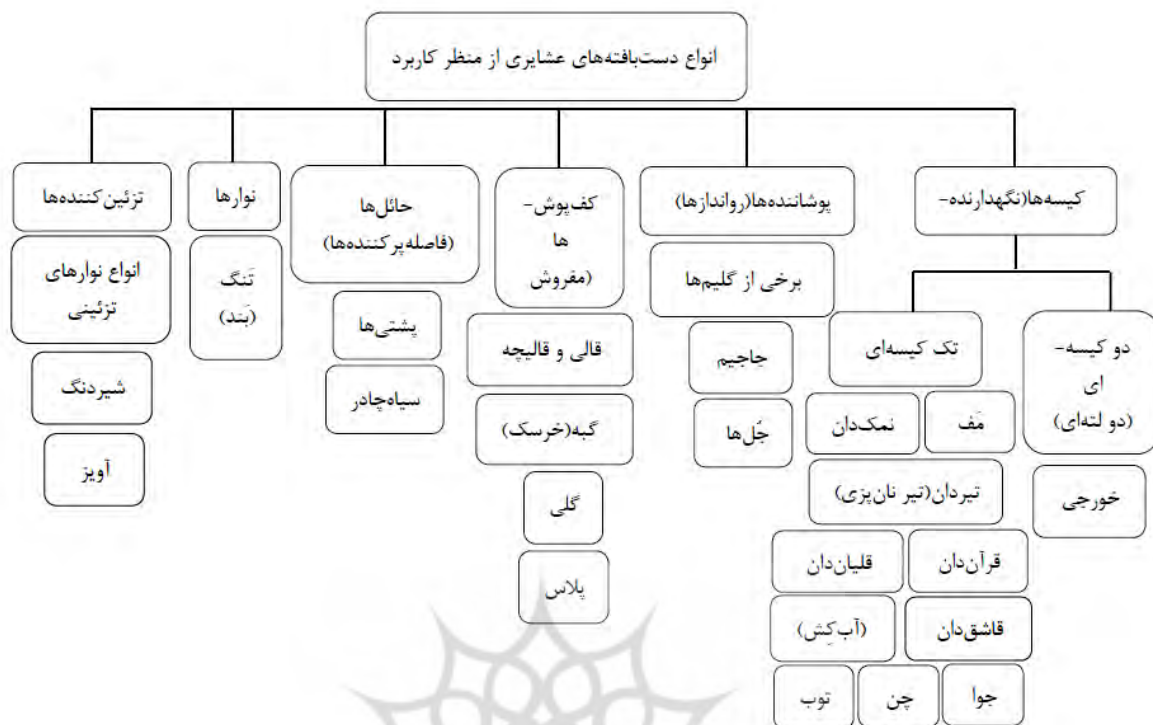 انواع دست‌بافته‌های عشایری از منظر کاربرد
کیسه‌ها(نگهدارنده-
پوشاننده‌ها(رواندازها)
کف‌پوش-
ها
(مفروش
حائل‌ها
(فاصله‌پرکننده‌ها)
نوارها
تزئین‌کننده‌ها
دو کیسه-
ای
(دو لته‌ای)
خورجی
تک کیسه‌ای
مَف
نمک‌دان
تیردان(تیر نان‌پزی)
قرآن‌دان
قلیان‌دان
قاشق‌دان
(آب‌کِش)
جوا
چن
توب
برخی از گلیم‌ها
جاجیم
جُل‌ها
قالی و قالیچه
گبه(خرسک)
گلی
پلاس
پشتی‌ها
سیاه‌چادر
تَنگ
(بَند)
انواع نوارهای
تزئینی
شیردنگ
آویز